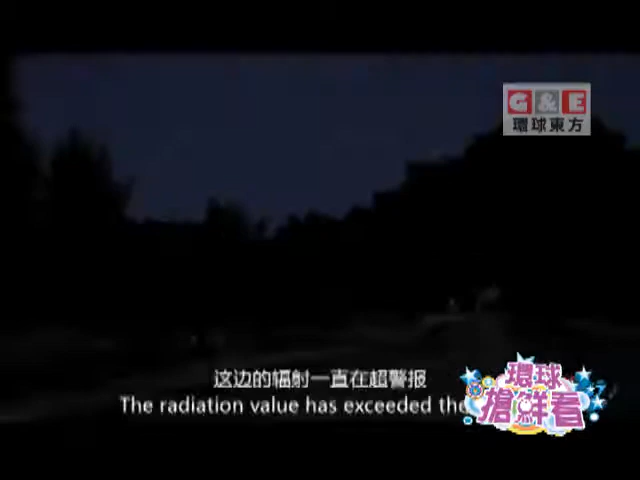 G&E
環球東方
这边的辐射一直在超警报
The radiation value has exceeded the
環球
搶鮮看